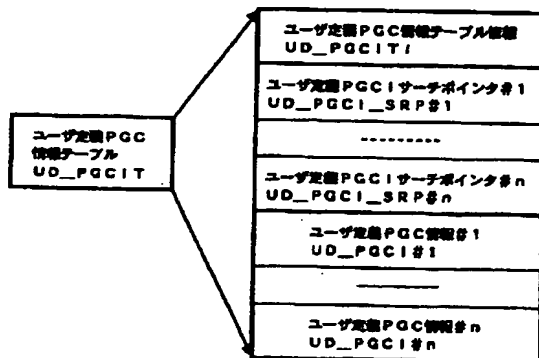 ユーザ定義PGC
情報テーブル
UD_PGCIT
ユーザ定義PGC情報テーブル情報
UD_PGCITi
ユーザ定義PGCIサーチポインタ#1
UD_PGCI_SRP#1
ユーザ定義PGCIサーチポインタ#n
UD_PGCI_SRP#n
ユーザ定義PGC情報#1
UD_PGCI#1
ユーザ定義PGC情報#n
UD_PGCI#n